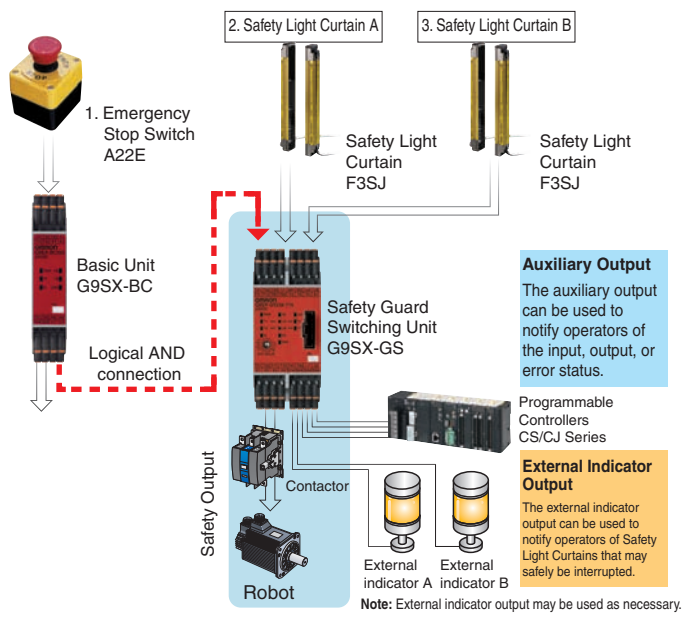 2. Safety Light Curtain A
3. Safety Light Curtain B
1. Emergency
Stop Switch
A22E
Safety Light
Curtain
F3SJ
Safety Light
Curtain
F3SJ
Basic Unit
G9SX-BC
Logical AND
connection
Safety Guard
Switching Unit
G9SX-GS
Auxiliary Output
The auxiliary output
can be used to
notify operators of
the input, output, or
error status.
Programmable
Controllers
CS/CJ Series
Safety Output
Contactor
Robot
External
indicator A
External
indicator B
External Indicator
Output
The external indicator
output can be used to
notify operators of Safety
Light Curtains that may
safely be interrupted.
Note: External indicator output may be used as necessary.